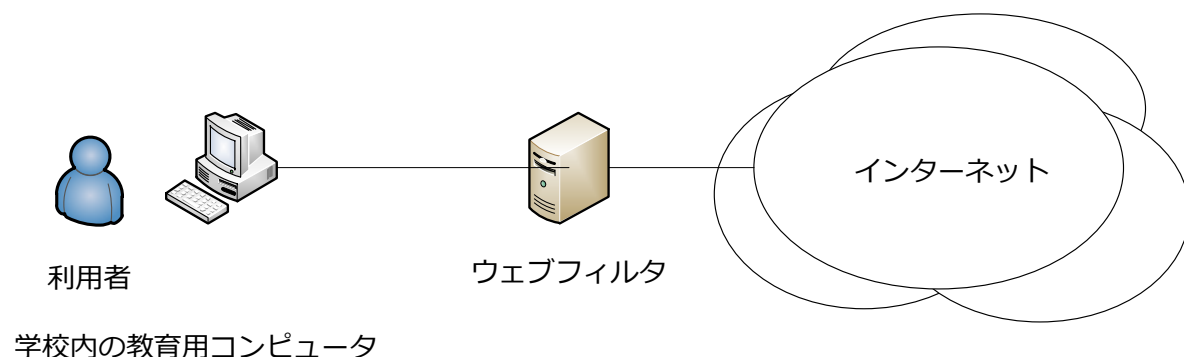 インターネット
利用者
ウェブフィルタ
学校内の教育用コンピュータ